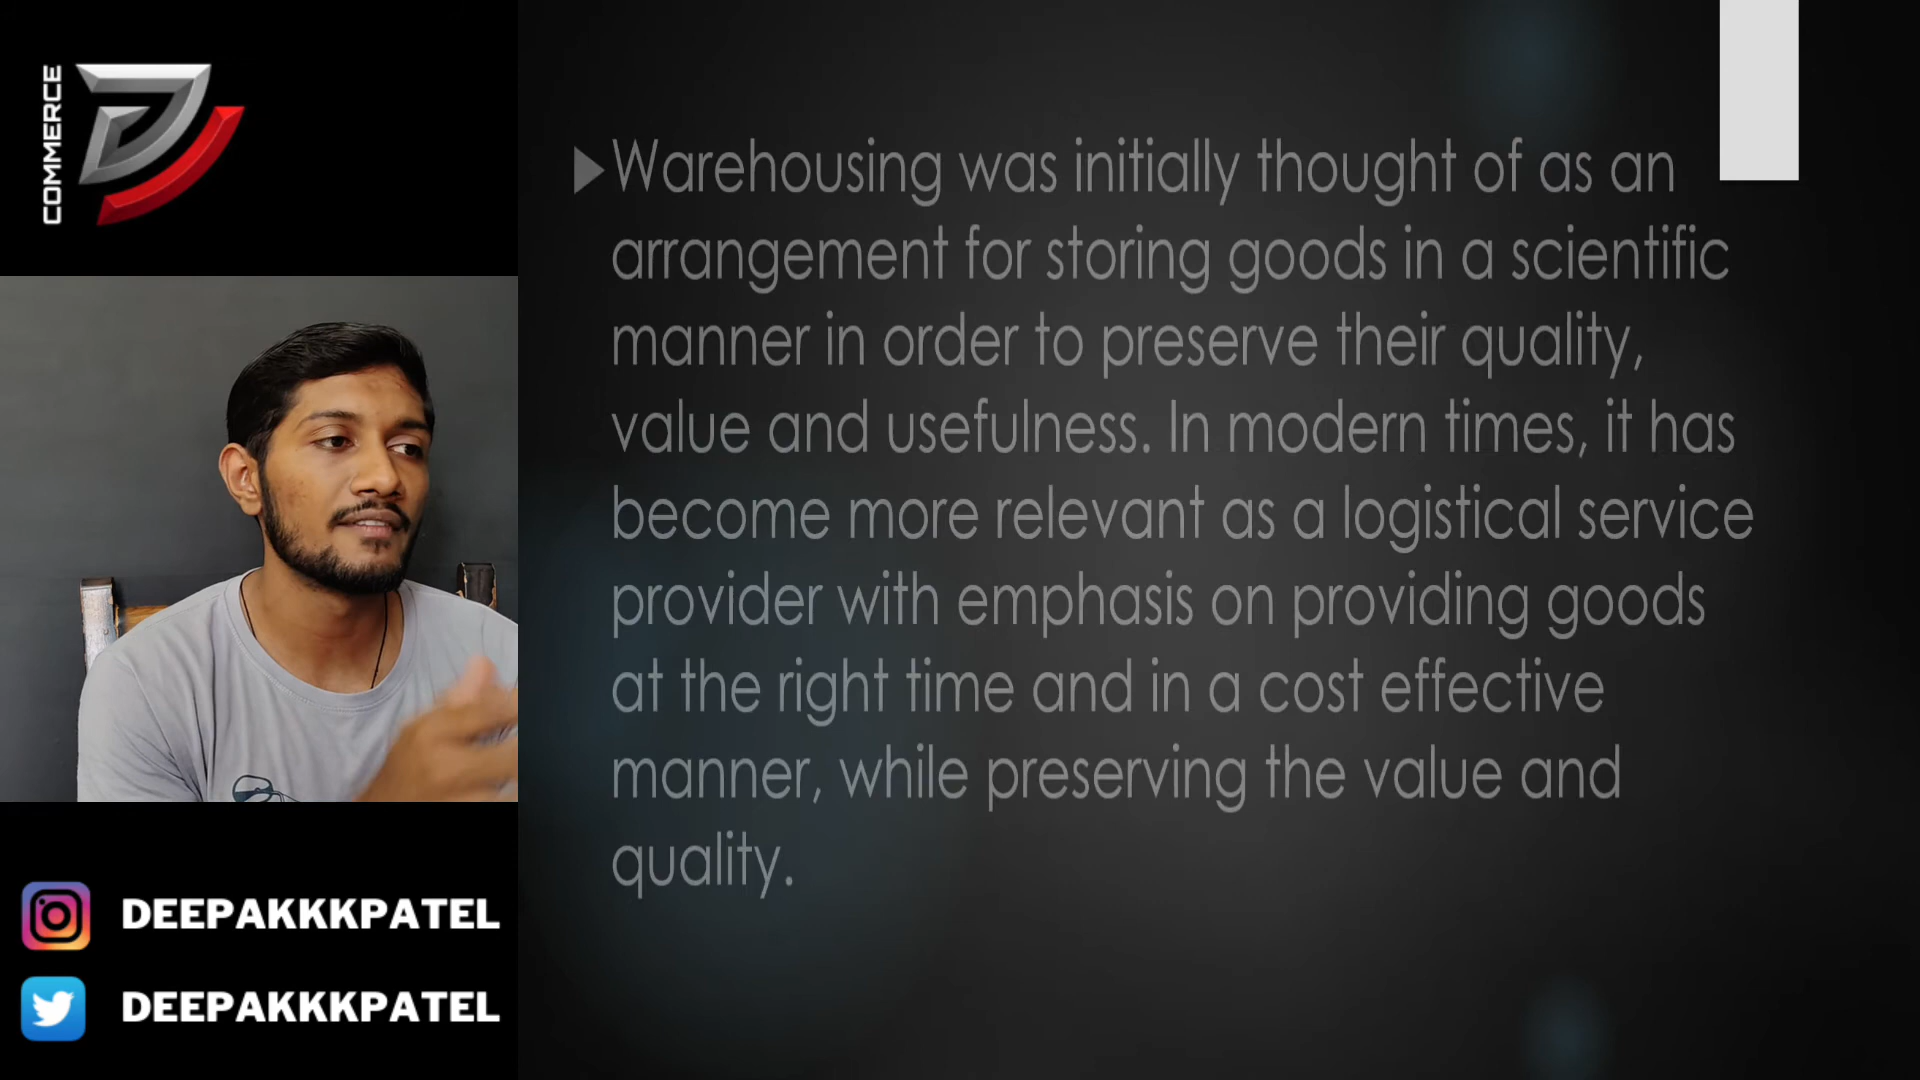 COMMERCE
Warehousing was initially thought of as an
arrangement for storing goods in a scientific
manner in order to preserve their quality,
value and usefulness. In modern times, it has
become more relevant as a logistical service
provider with emphasis on providing goods
at the right time and in a cost effective
manner, while preserving the value and
quality.
DEEPAKKKPATEL
DEEPAKKKPATEL